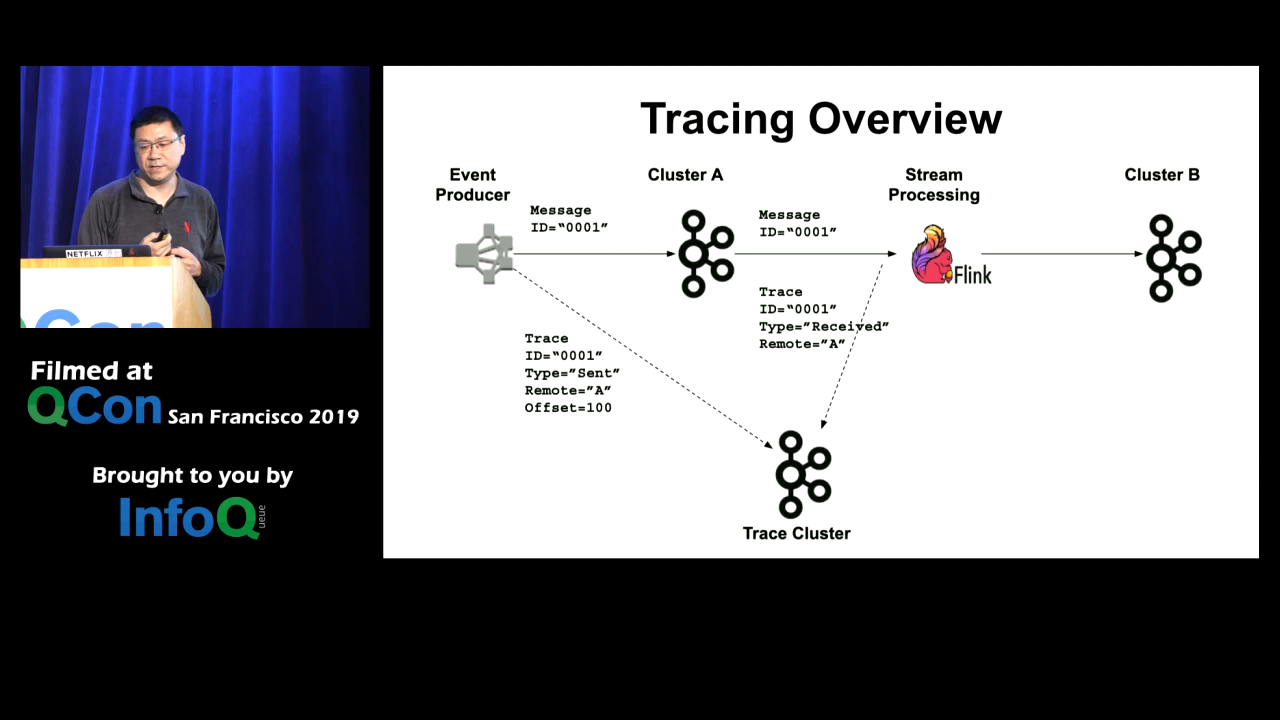 NETFLIX
QCon
Filmed at
QCon San Francisco 2019
Brought to you by
InfoQ
ueue
Tracing Overview
Event
Producer
Cluster A
Stream
Processing
Cluster B
Message
ID=“0001”
Message
ID=“0001”
Flink
Trace
ID=“0001”
Type=”Sent”
Remote=”A”
Offset=100
Trace
ID=“0001”
Type=”Received”
Remote=”A”
Trace Cluster